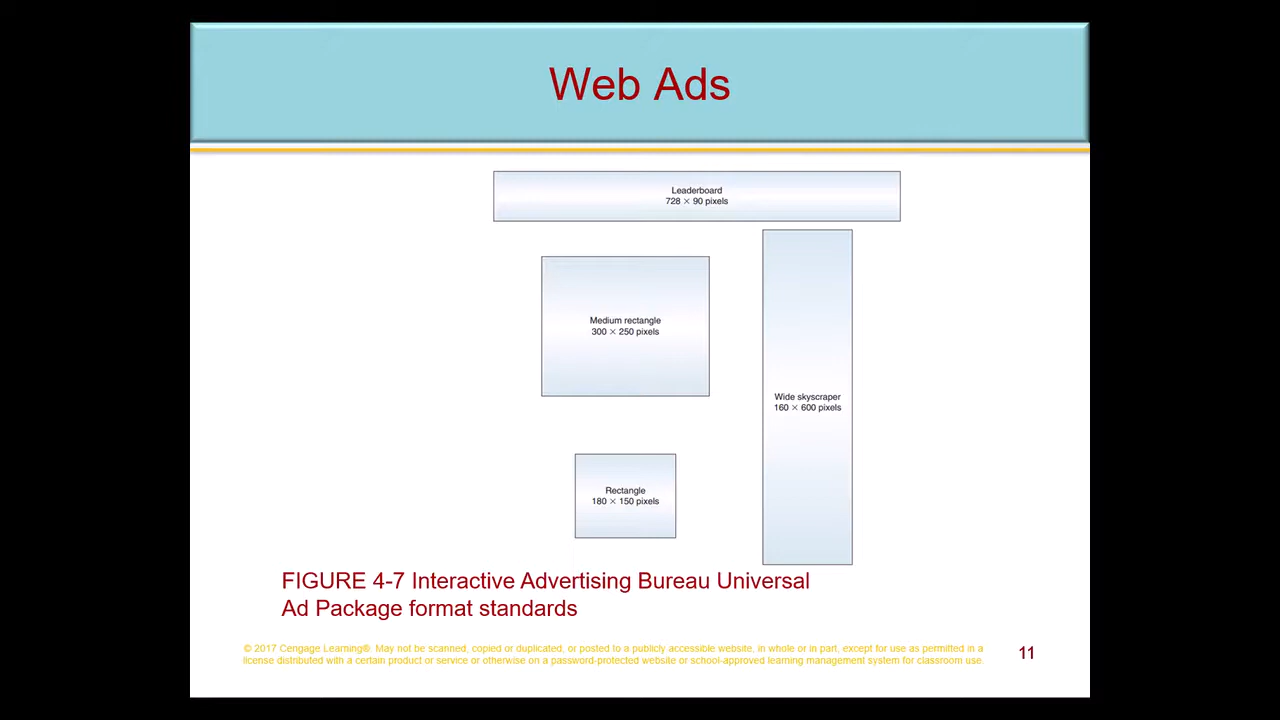 Web Ads
Leaderboard
728 × 90 pixels
Medium rectangle
300 × 250 pixels
Wide skyscraper
160 × 600 pixels
Rectangle
180 × 150 pixels
FIGURE 4-7 Interactive Advertising Bureau Universal
Ad Package format standards
© 2017 Cengage Learning® May not be scanned, copied or duplicated, or posted to a publicly accessible website, in whole or in part, except for use as permitted in a
license distributed with a certain product or service or otherwise on a password-protected website or school-approved learning management system for classroom use.
11